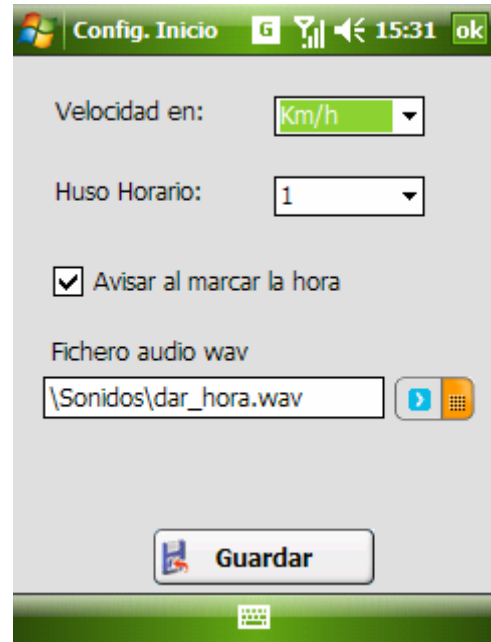 Config. Inicio G 15:31 ok
Velocidad en: Km/h
Huso Horario: 1
Avisar al marcar la hora
Fichero audio wav
\Sonidos\dar_hora.wav
Guardar